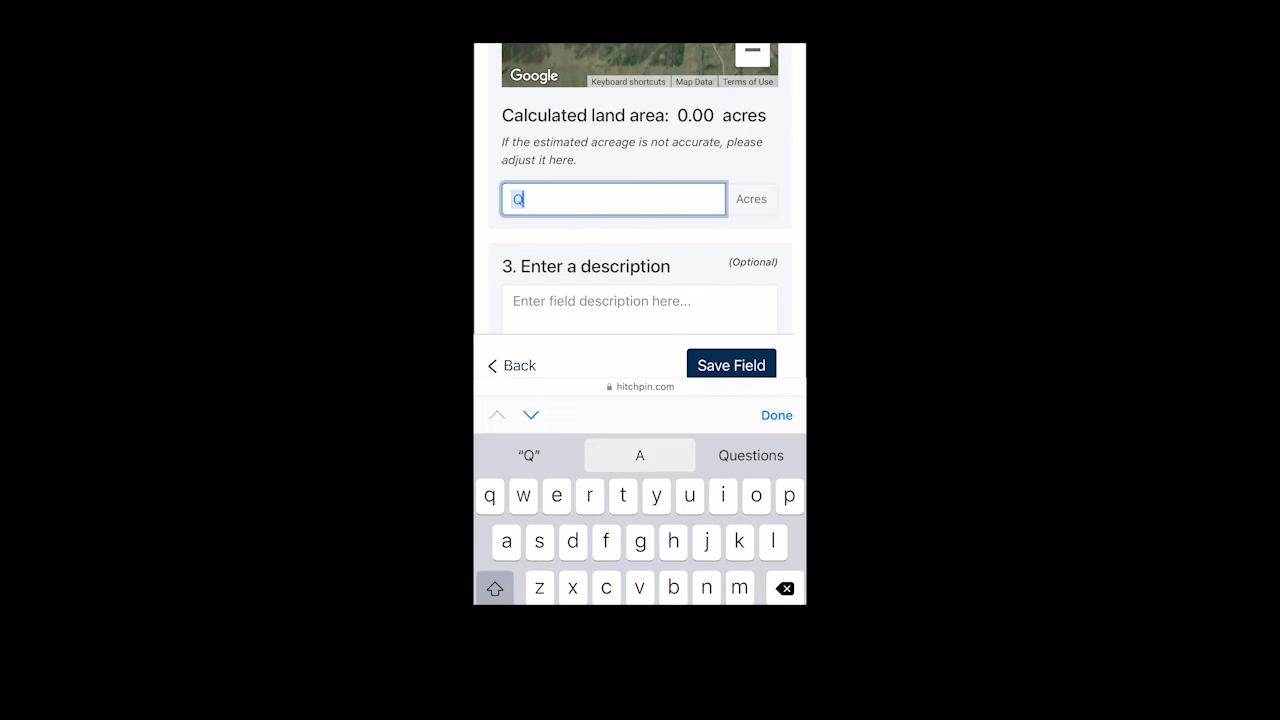 Google
Keyboard shortcuts Map Data Terms of Use
Calculated land area: 0.00 acres
If the estimated acreage is not accurate, please
adjust it here.
Q Acres
3. Enter a description (Optional)
Enter field description here...
Back Save Field
hitchpin.com
Done
“Q” A Questions
q w e r t y u i o p
a s d f g h j k l
z x c v b n m